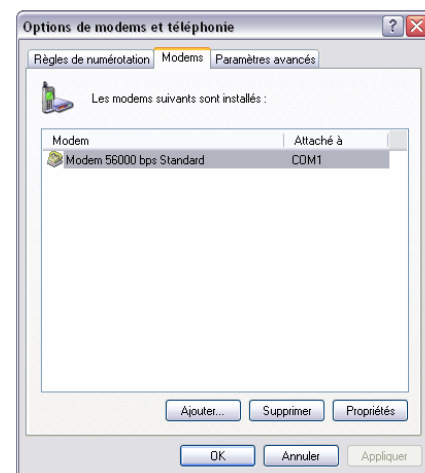 Options de modems et téléphonie
Règles de numérotation Modems Paramètres avancés
Les modems suivants sont installés :
Modem Attaché à
Modem 56000 bps Standard COM1
Ajouter... Supprimer Propriétés
OK Annuler Appliquer